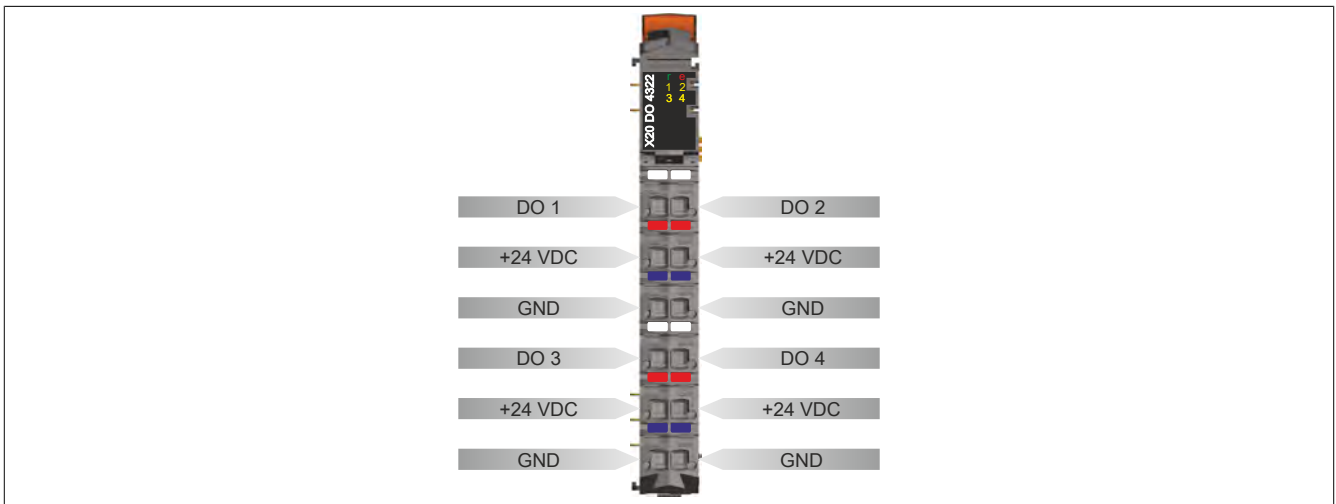 X20 DO 4322
r e
1 2
3 4
DO 1 DO 2
+24 VDC +24 VDC
GND GND
DO 3 DO 4
+24 VDC +24 VDC
GND GND